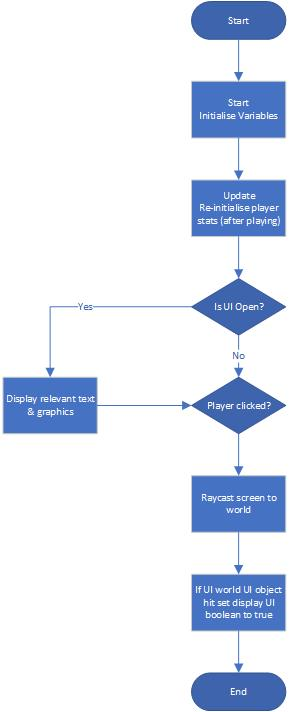 Start
Start
Initialise Variables
Update
Re-initialise player
stats (after playing)
Is UI Open?
Yes
No
Display relevant text
& graphics
Player clicked?
Raycast screen to
world
If UI world UI object
hit set display UI
boolean to true
End